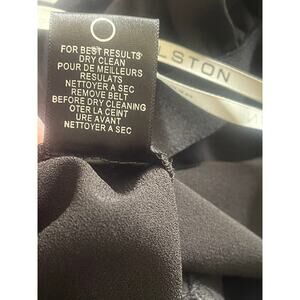 FOR BEST RESULTS
DRY CLEAN
POUR DE MEILLEURS
RESULATS
NETTOYER A SEC
REMOVE BELT
BEFORE DRY CLEANING
OTER LA CEINT
URE AVANT
NETTOYER A SEC
LSTON